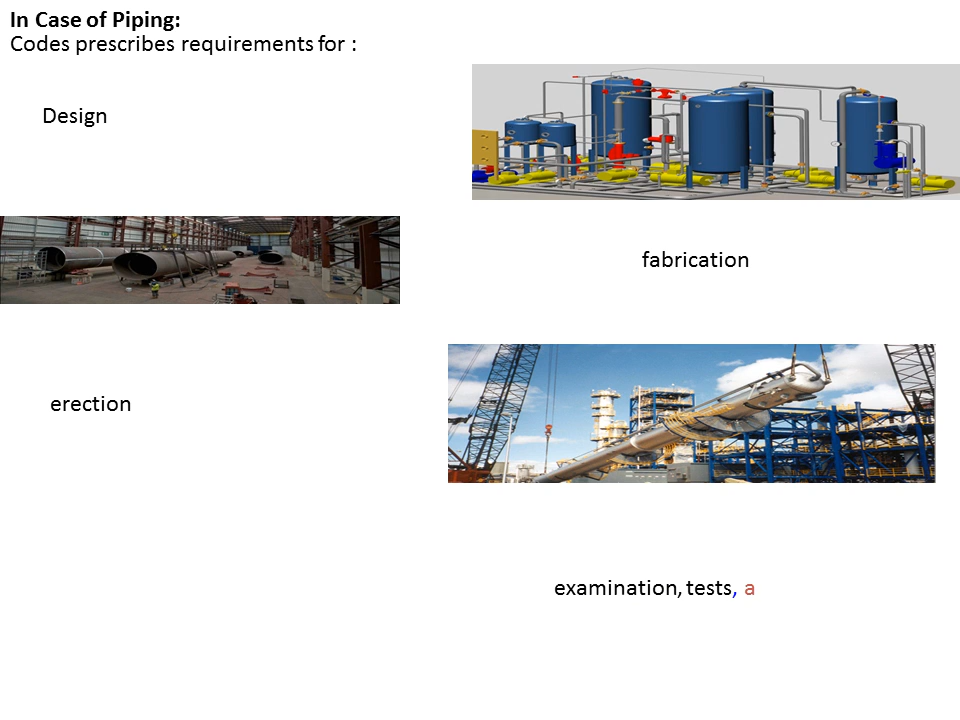 In Case of Piping:
Codes prescribes requirements for :
Design
fabrication
erection
examination, tests, a